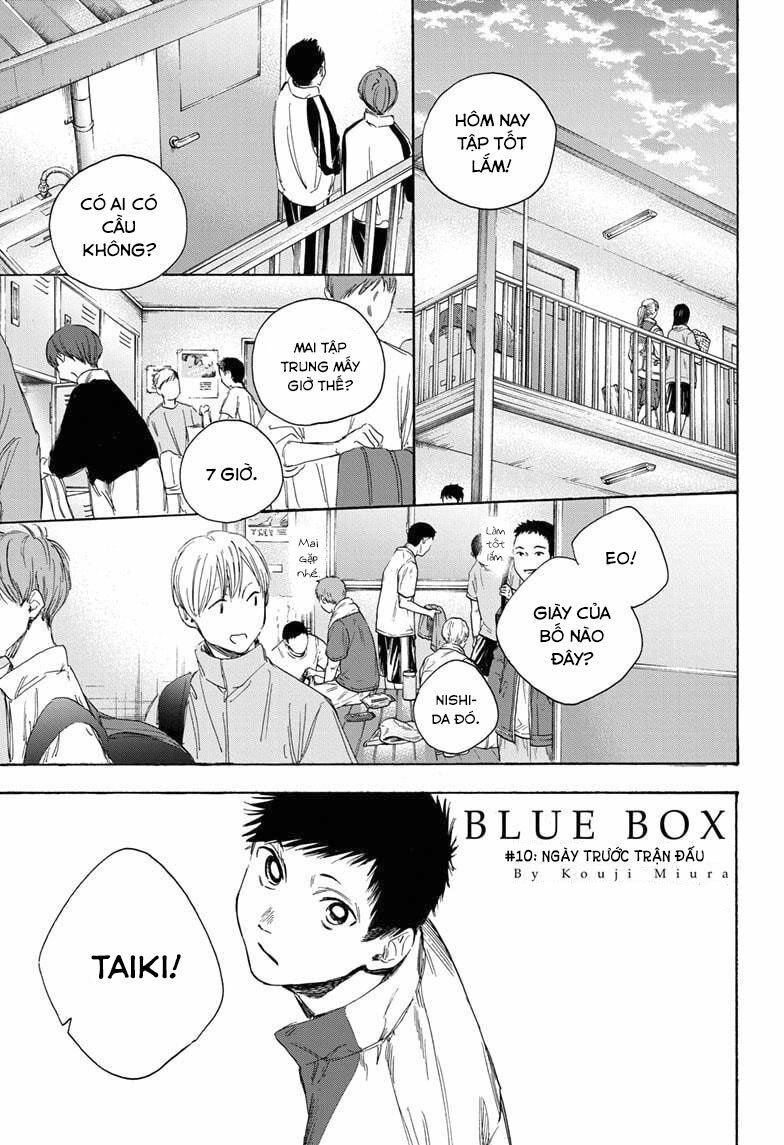 HÔM NAY
TẬP TỐT
LẮM!
CÓ AI CÓ
CẦU
KHÔNG?
MAI TẬP
TRUNG MẤY
GIỜ THẾ?
7 GIỜ.
EO!
GIÀY CỦA
BỐ NÀO
ĐÂY?
Làm
tốt
lắm.
NISHI-
DA ĐÓ.
Mai
Gặp
nhé.
BLUE BOX
#10: NGÀY TRƯỚC TRẬN ĐẤU
By Kouji Miura
TAIKI!